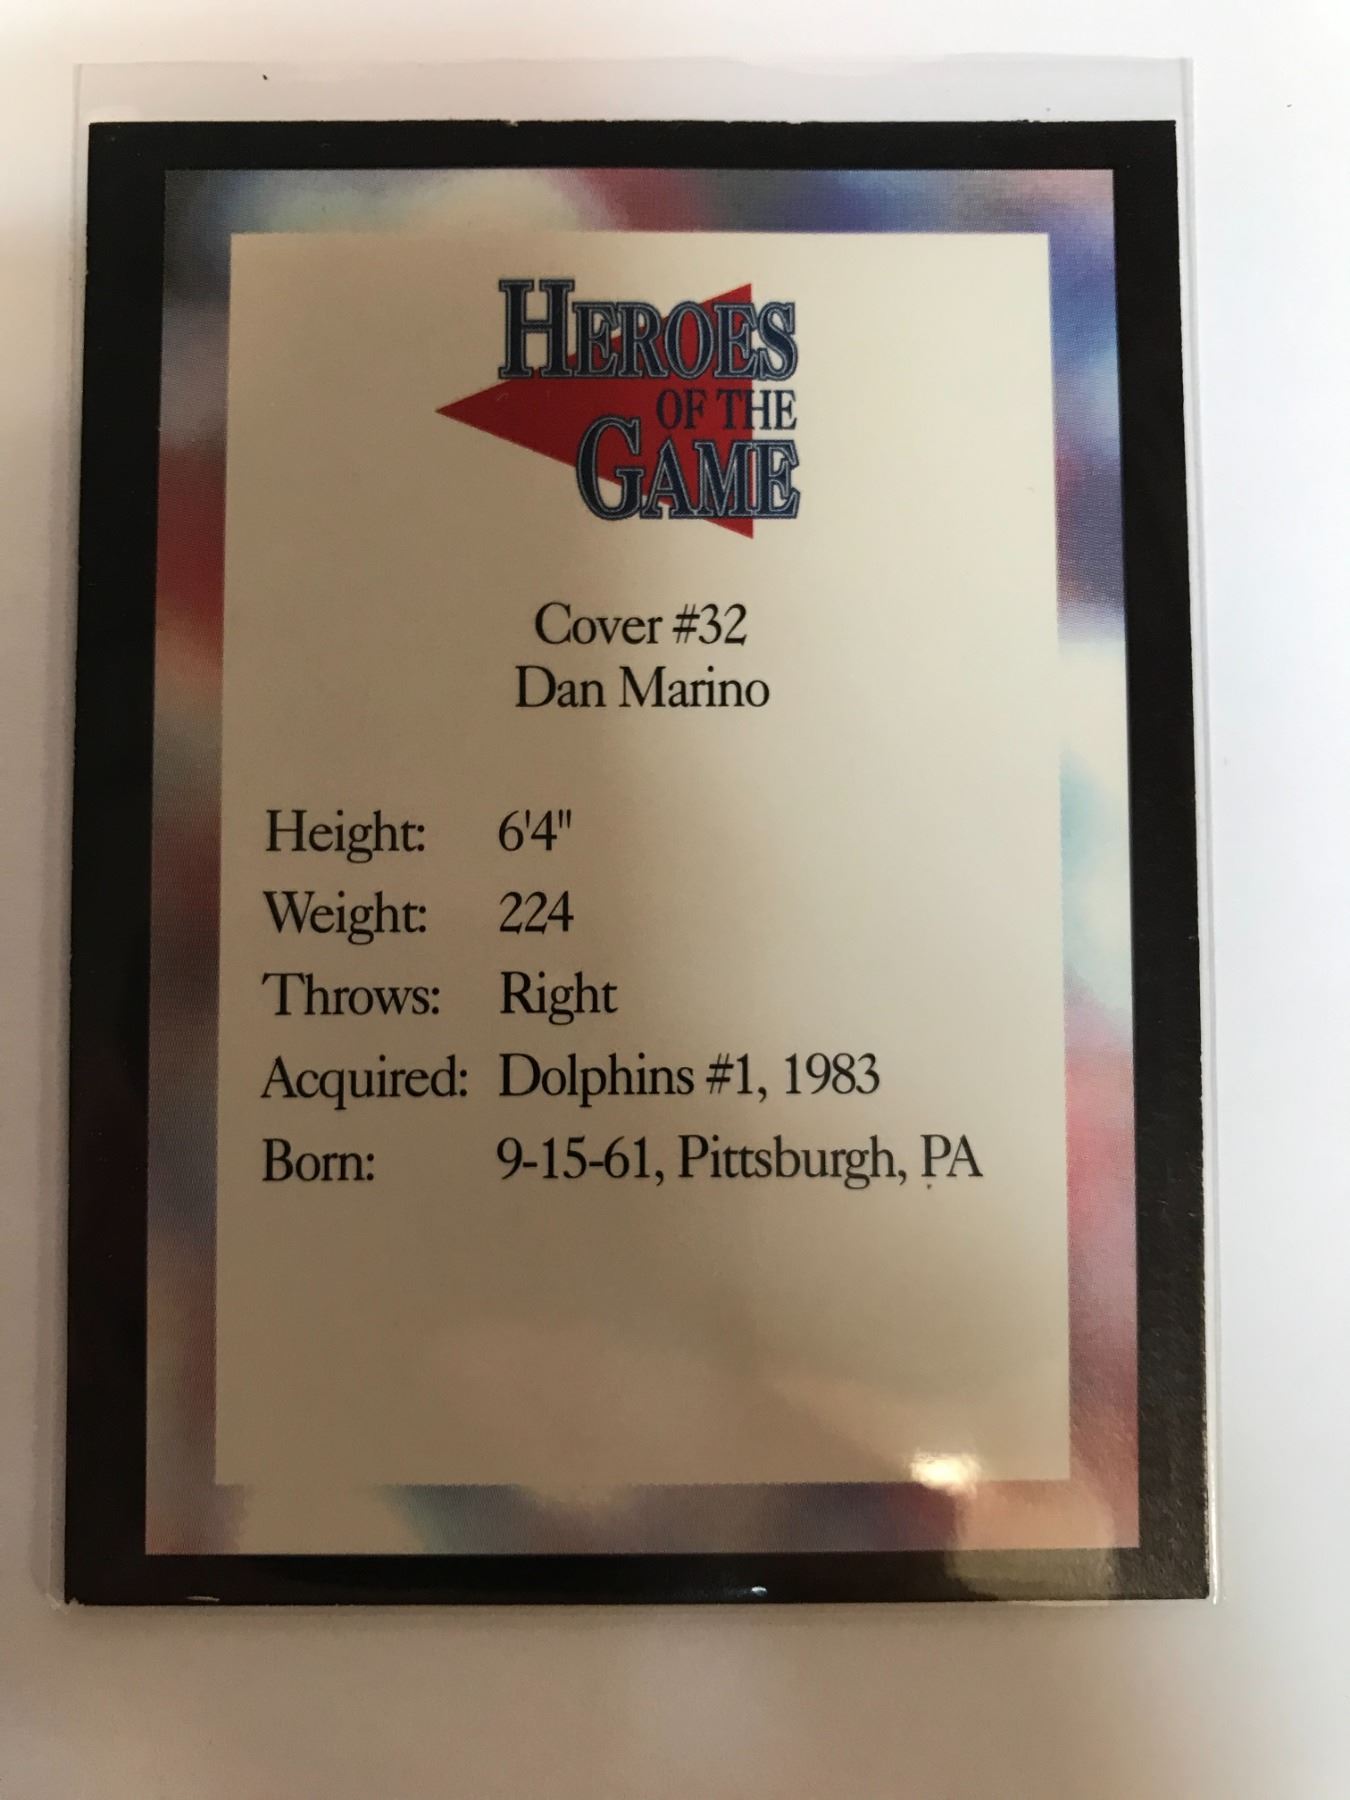 HEROES
OF THE
GAME
Cover #32
Dan Marino
Height: 6'4"
Weight: 224
Throws: Right
Acquired: Dolphins #1, 1983
Born: 9-15-61, Pittsburgh, PA